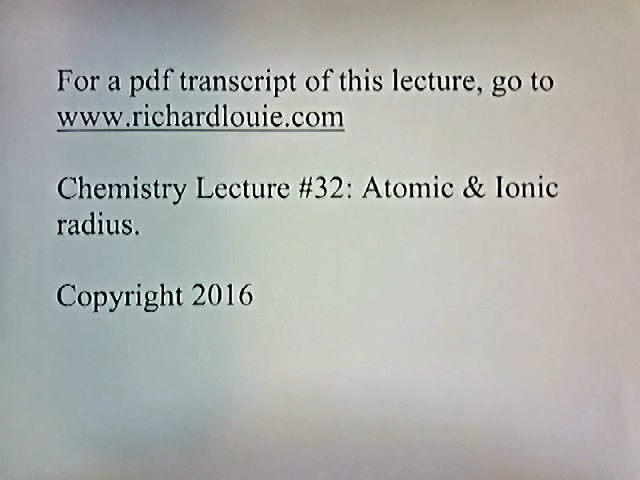 For a pdf transcript of this lecture, go to
www.richardlouie.com
Chemistry Lecture #32: Atomic & Ionic
radius.
Copyright 2016